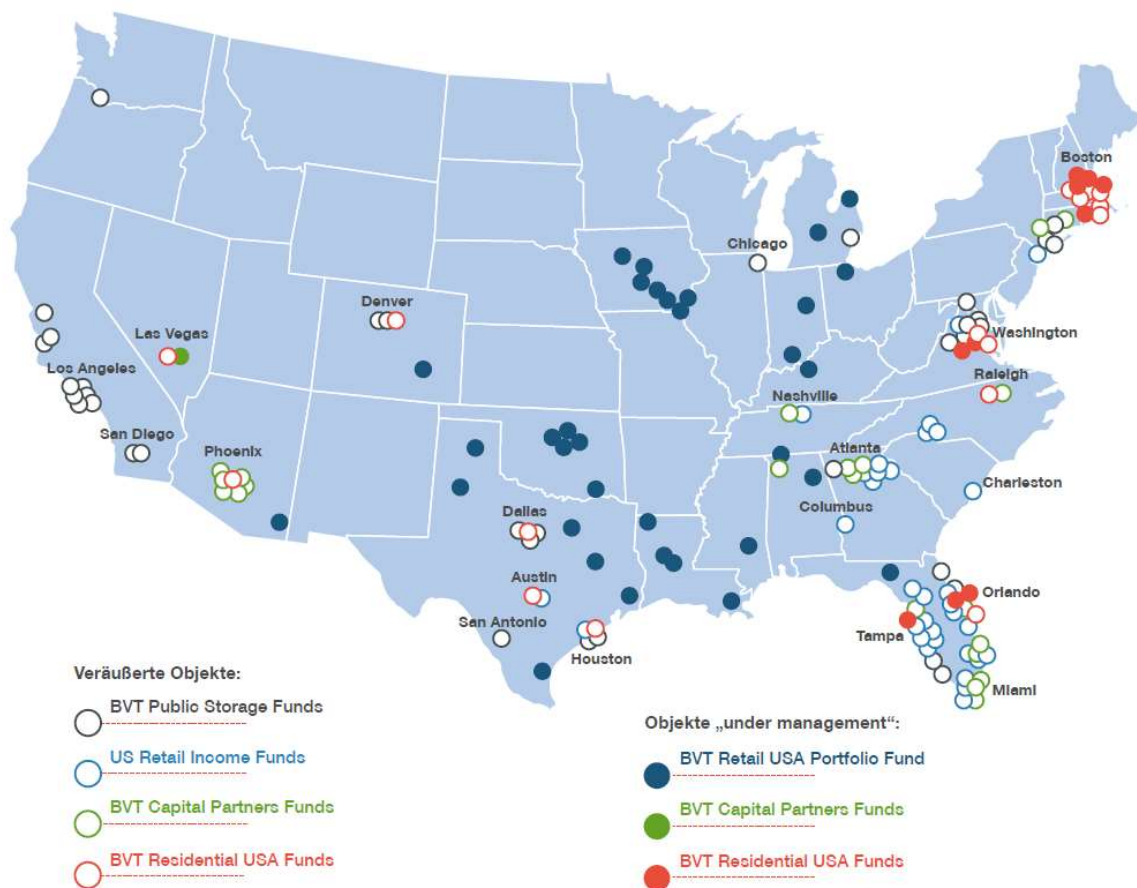 Boston
Chicago
Denver
Las Vegas
Washington
Los Angeles
Raleigh
Nashville
San Diego
Phoenix
Atlanta
Charleston
Columbus
Dallas
Austin
Orlando
San Antonio
Tampa
Houston
Miami
Veräußerte Objekte:
BVT Public Storage Funds
US Retail Income Funds
BVT Capital Partners Funds
BVT Residential USA Funds
Objekte „under management“:
BVT Retail USA Portfolio Fund
BVT Capital Partners Funds
BVT Residential USA Funds